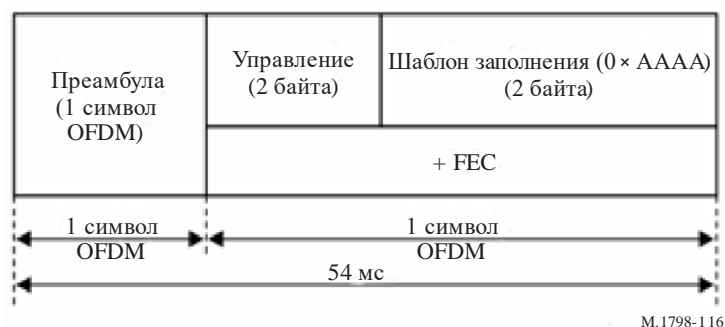 Преамбула
(1 символ
OFDM)
Управление
(2 байта)
Шаблон заполнения (0 × AAAA)
(2 байта)
+ FEC
1 символ
OFDM
1 символ
OFDM
54 мс
M.1798-116